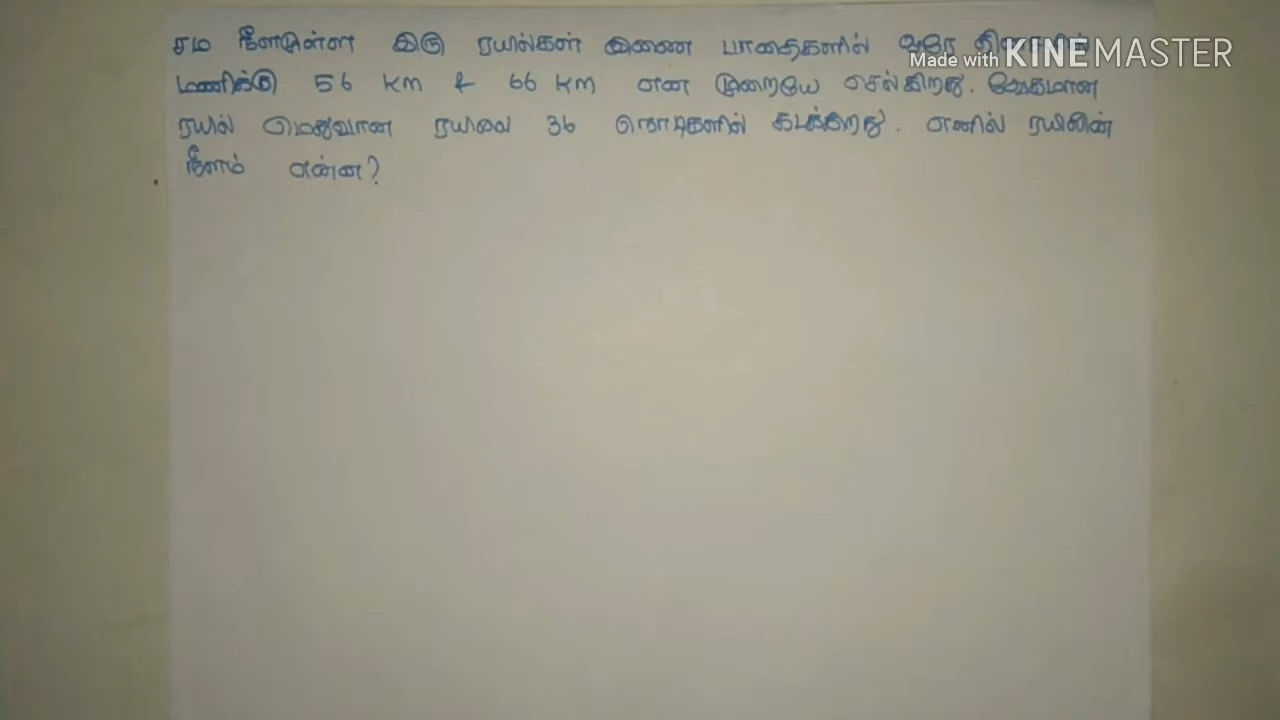 சம நீளமுள்ள இரு ரயில்கள் இணை பாதைகளில் ஒரே
Made with KINEMASTER
மணிக்கு 56 km & 66 km என முறையே செல்கிறது. வேகமான
ரயில் மெதுவான ரயிலை 36 நொடிகளில் கடக்கிறது. எனில் ரயிலின்
நீளம் என்ன?